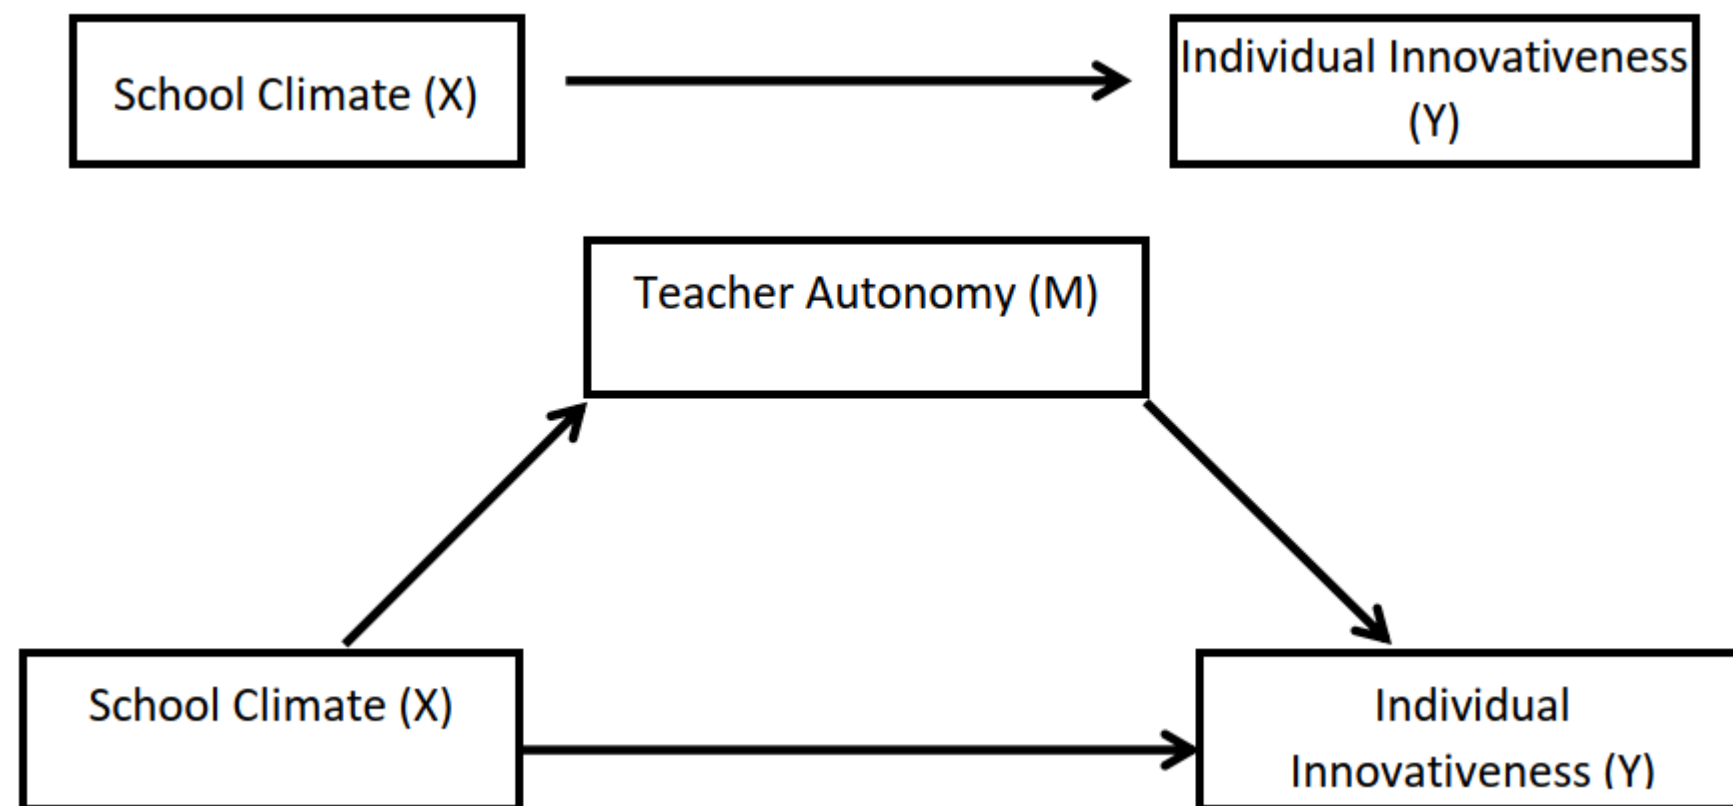 School Climate (X)
Individual Innovativeness
(Y)
Teacher Autonomy (M)
School Climate (X)
Individual
Innovativeness (Y)